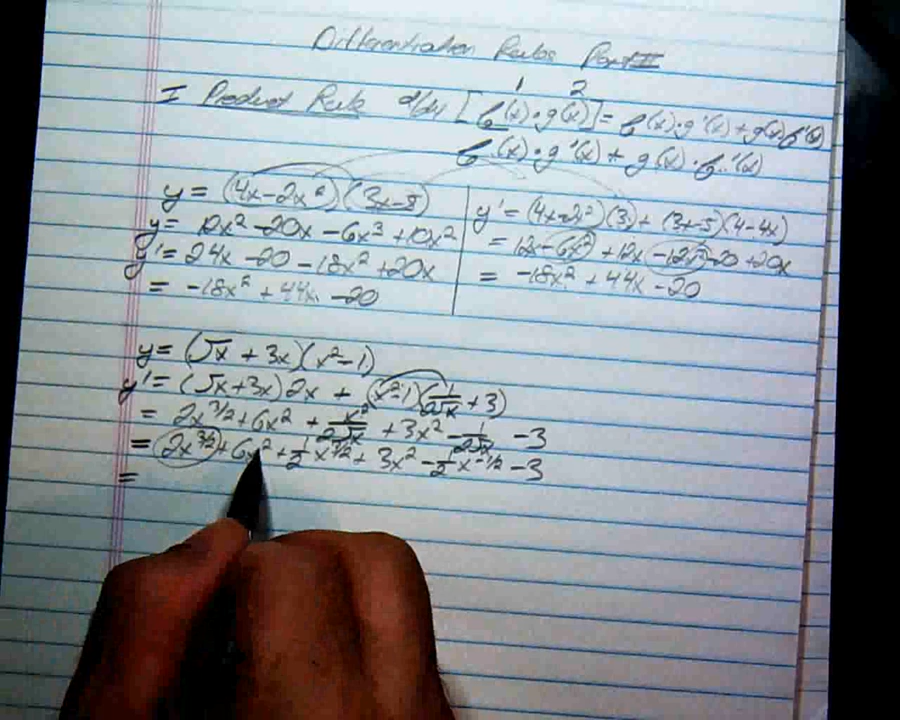 Differentiation Rules Part II
1 2
I Product Rule d/dx [f(x)·g(x)] = f(x)·g'(x) + g(x)f'(x)
f(x)·g'(x) + g(x)·f'(x)
y = (4x-2x²)(3x-5)
y = 12x² -20x -6x³ +10x²
y' = 24x -20 -18x² +20x
= -18x² + 44x -20
y' = (4x-2x²)(3) + (3x-5)(4-4x)
= 12x-6x² +12x -12x² -20 +20x
= -18x² + 44x -20
y = (√x + 3x)(x²-1)
y' = (√x+3x)2x + (x²-1)(1/2√x + 3)
= 2x^3/2 + 6x² + x²/2√x + 3x² - 1/2√x - 3
= 2x^3/2 + 6x² + 1/2 x^3/2 + 3x² - 1/2 x^-1/2 - 3
=